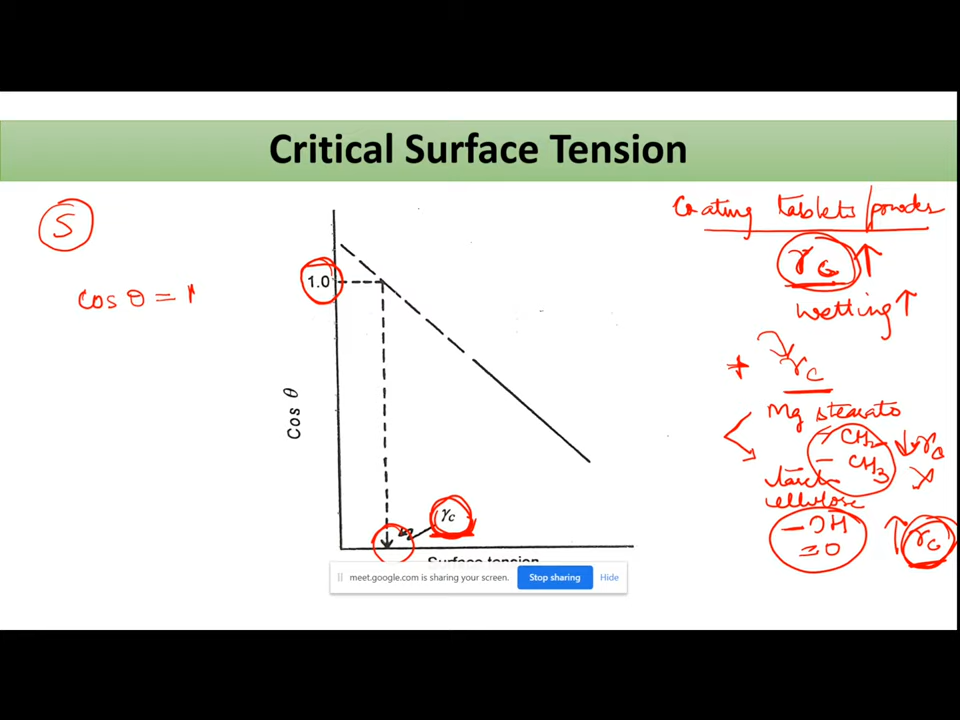 Critical Surface Tension
S
cos θ = 1
1.0
Cos θ
γc
Surface tension
Coating tablets/powder
γc ↑
wetting ↑
γc
Mg stearate
- CH2- ↓ γc
- CH3
starch
cellulose
- OH ↑ γc
= O
meet.google.com is sharing your screen.
Stop sharing
Hide